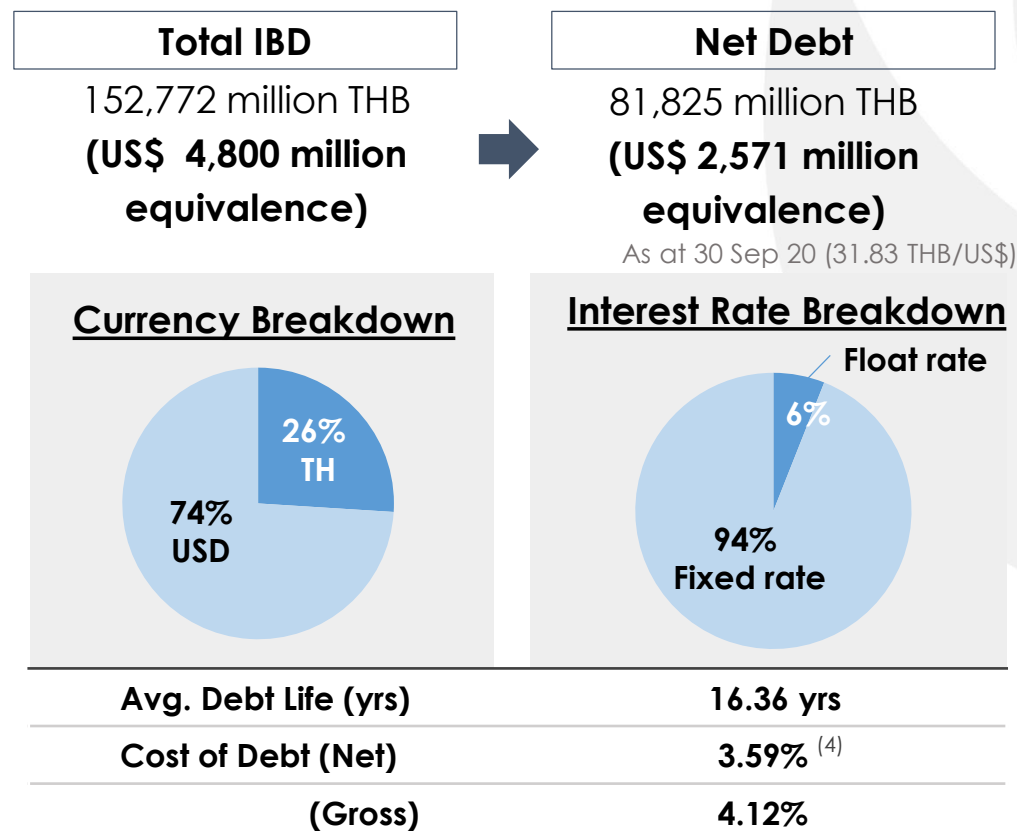 Total IBD
152,772 million THB
(US$ 4,800 million
equivalence)
Net Debt
81,825 million THB
(US$ 2,571 million
equivalence)
As at 30 Sep 20 (31.83 THB/US$)
Currency Breakdown
26%
TH
74%
USD
Interest Rate Breakdown
Float rate
6%
94%
Fixed rate
Avg. Debt Life (yrs) 16.36 yrs
Cost of Debt (Net) 3.59% (4)
(Gross) 4.12%